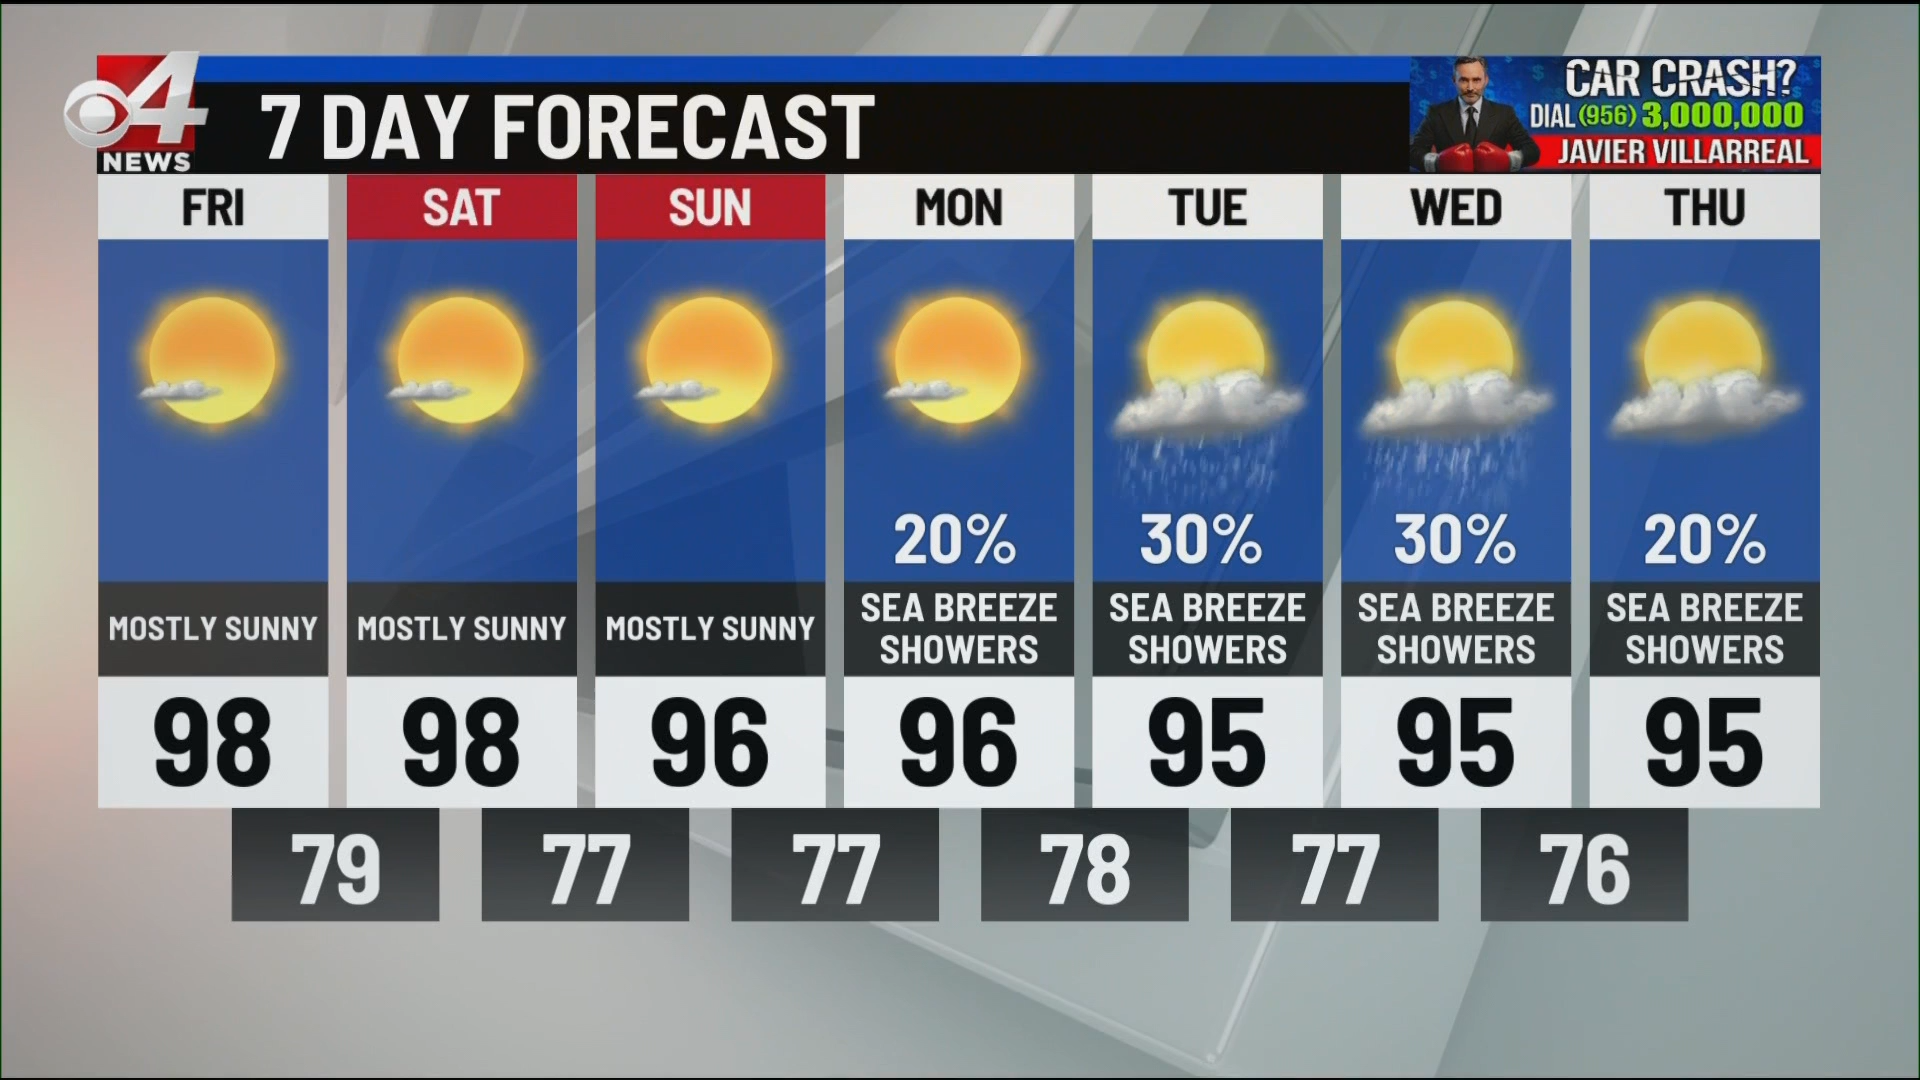 4
NEWS
7 DAY FORECAST
CAR CRASH?
DIAL (956) 3,000,000
JAVIER VILLARREAL
FRI
SAT
SUN
MON
TUE
WED
THU
20%
30%
30%
20%
MOSTLY SUNNY
MOSTLY SUNNY
MOSTLY SUNNY
SEA BREEZE
SHOWERS
SEA BREEZE
SHOWERS
SEA BREEZE
SHOWERS
SEA BREEZE
SHOWERS
98
98
96
96
95
95
95
79
77
77
78
77
76